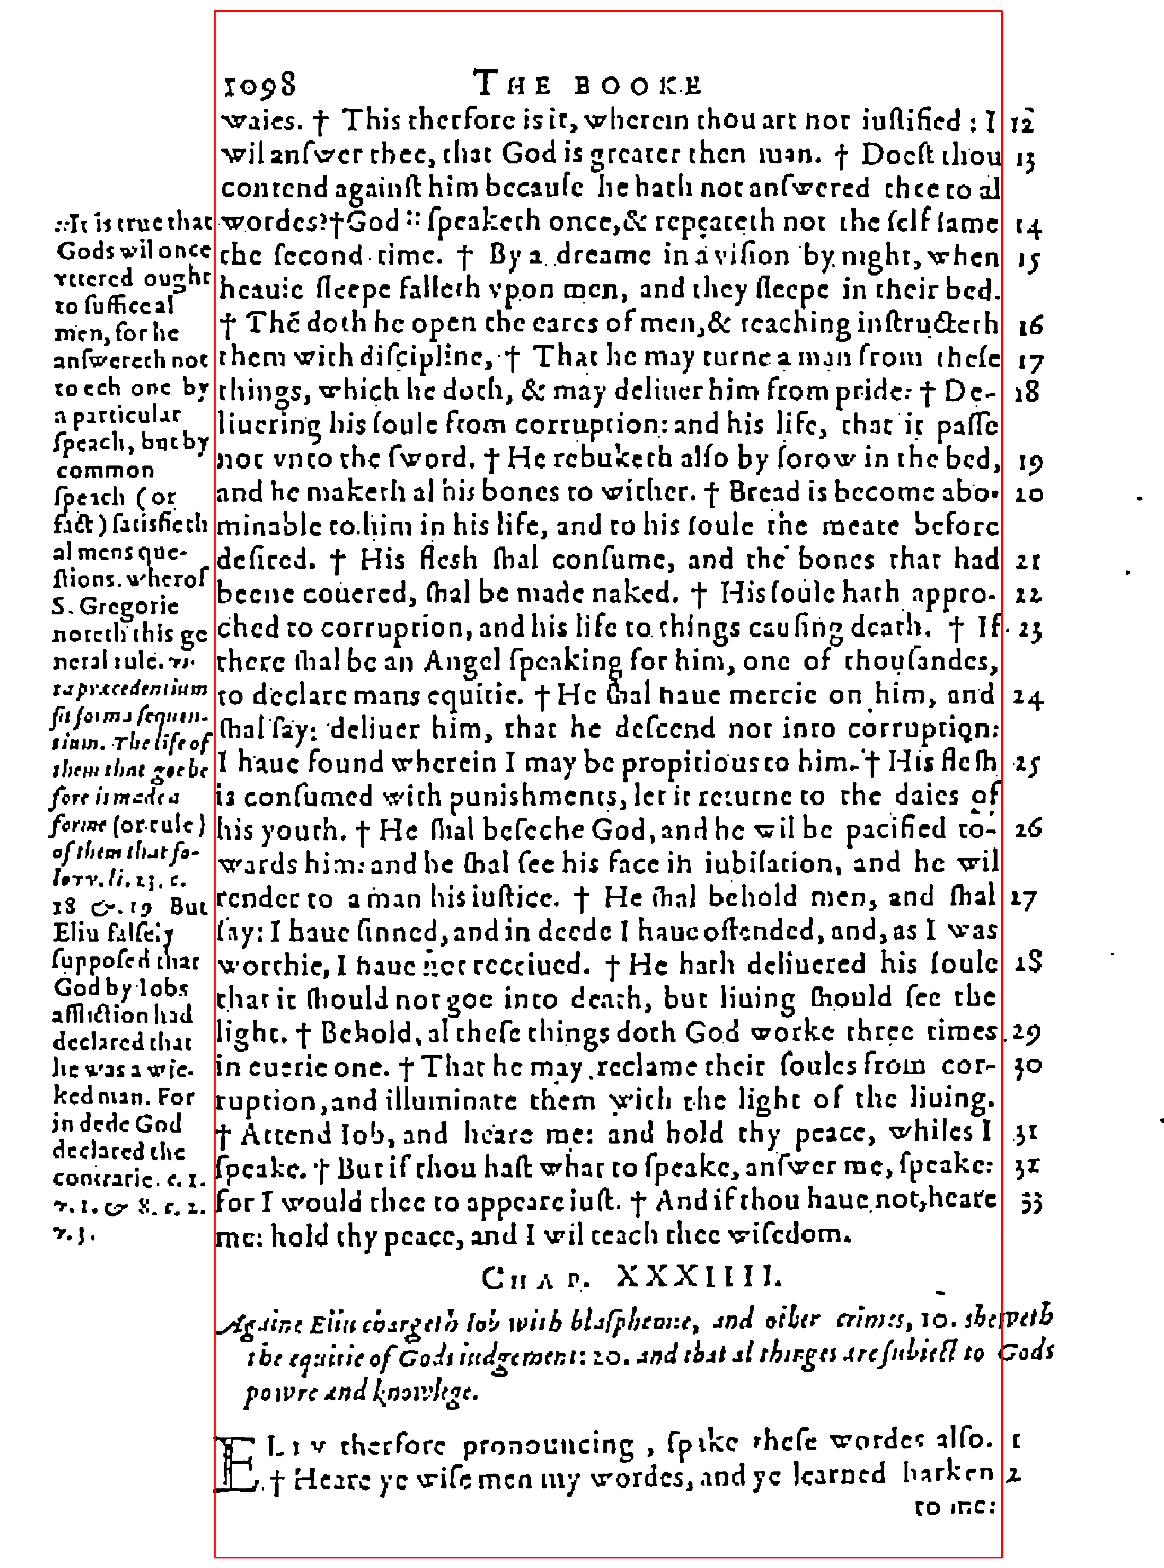 1098 THE BOOKE
waies. † This therfore is it, wherein thou art not iustified : I 12
wil answer thee, that God is greater then man. † Doest thou 13
contend against him because he hath not answered thee to al
wordes? † God :: speaketh once, & repeateth not the self same 14
the second time. † By a dreame in a vision by night, when 15
heauie sleepe falleth vpon men, and they sleepe in their bed.
† Thē doth he open the eares of men, & teaching instructeth 16
them with discipline, † That he may turne a man from these 17
things, which he doth, & may deliuer him from pride: † De- 18
liuering his soule from corruption: and his life, that it passe
not vnto the sword. † He rebuketh also by sorow in the bed, 19
and he maketh al his bones to wither. † Bread is become abo- 20
minable to him in his life, and to his soule the meate before
desired. † His flesh shal consume, and the bones that had 21
beene couered, shal be made naked. † His soule hath appro- 22
ched to corruption, and his life to things causing death. † If 23
there shal be an Angel speaking for him, one of thousandes,
to declare mans equitie. † He shal haue mercie on him, and 24
shal say: deliuer him, that he descend not into corruption:
I haue found wherein I may be propitious to him. † His flesh 25
is consumed with punishments, let it returne to the daies of
his youth. † He shal beseche God, and he wil be pacified to- 26
wards him: and he shal see his face in iubilation, and he wil
render to a man his iustice. † He shal behold men, and shal 27
say: I haue sinned, and in deede I haue offended, and, as I was
worthie, I haue not receiued. † He hath deliuered his soule 28
that it should not goe into death, but liuing should see the
light. † Behold, al these things doth God worke three times 29
in euerie one. † That he may reclame their soules from cor- 30
ruption, and illuminate them with the light of the liuing.
† Attend Iob, and heare me: and hold thy peace, whiles I 31
speake. † But if thou hast what to speake, answer me, speake: 32
for I would thee to appeare iust. † And if thou haue not, heare 33
me: hold thy peace, and I wil teach thee wisedom.
:: It is true that
Gods wil once
vttered ought
to suffice al
men, for he
answereth not
to ech one by
a particular
speach, but by
common
speach (or
fact) satisfieth
al mens que-
stions. wherof
S. Gregorie
noteth this ge
neral rule. vi-
ta præcedentium
sit forma sequen-
tium. The life of
them that goe be
fore is made a
forme (or rule)
of them that fo-
low. li. 23. c.
18 &. 19 But
Eliu falsely
supposed that
God by Iobs
affliction had
declared that
he was a wic-
ked man. For
in dede God
declared the
contrarie. c. 1.
v. 1. & 8. c. 2.
v. 3.
CHAP. XXXIIII.
Againe Eliu chargeth Iob with blasphemie, and other crimes, 10. sheweth
the equitie of Gods iudgement: 20. and that al thinges are subiect to Gods
powre and knowlege.
ELIV therfore pronouncing, spake these wordes also. 1
† Heare ye wise men my wordes, and ye learned harken 2
to me: